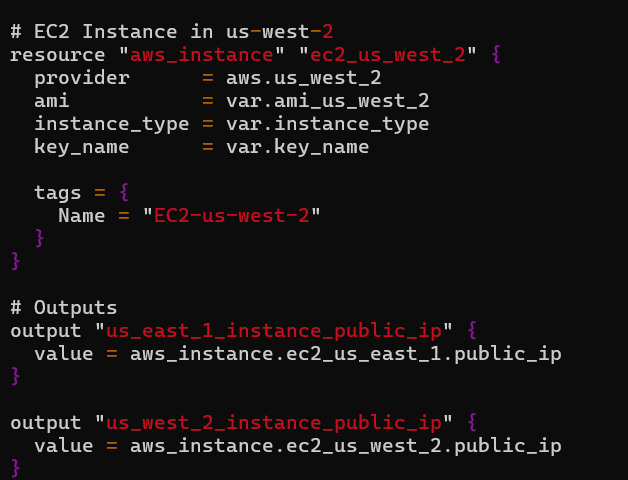 # EC2 Instance in us-west-2
resource "aws_instance" "ec2_us_west_2" {
  provider      = aws.us_west_2
  ami           = var.ami_us_west_2
  instance_type = var.instance_type
  key_name      = var.key_name

  tags = {
    Name = "EC2-us-west-2"
  }
}

# Outputs
output "us_east_1_instance_public_ip" {
  value = aws_instance.ec2_us_east_1.public_ip
}

output "us_west_2_instance_public_ip" {
  value = aws_instance.ec2_us_west_2.public_ip
}